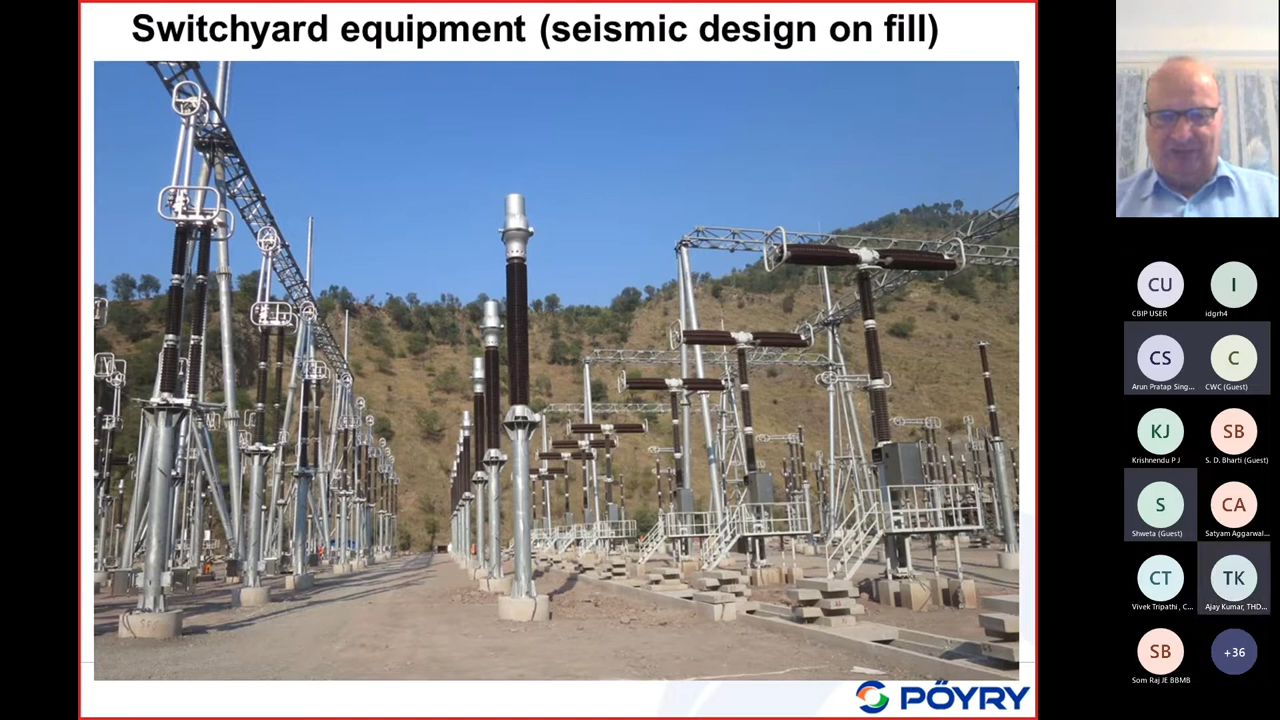 Switchyard equipment (seismic design on fill)
PÖYRY
CU
CBIP USER
I
idgrh4
CS
Arun Pratap Sing...
C
CWC (Guest)
KJ
Krishnendu P J
SB
S. D. Bharti (Guest)
S
Shweta (Guest)
CA
Satyam Aggarwal...
CT
Vivek Tripathi , C...
TK
Ajay Kumar, THD...
SB
Som Raj JE BBMB
+36